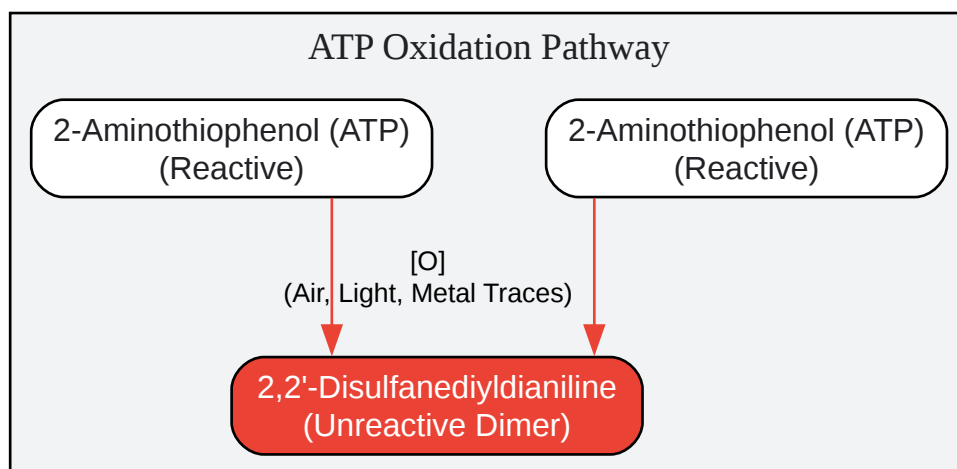 ATP Oxidation Pathway
2-Aminothiophenol (ATP)
(Reactive)
2-Aminothiophenol (ATP)
(Reactive)
[O]
(Air, Light, Metal Traces)
2,2'-Disulfanediyldianiline
(Unreactive Dimer)